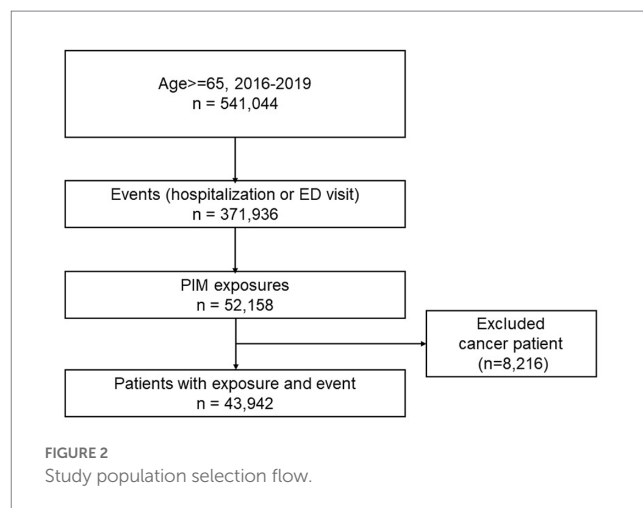 Age>=65, 2016-2019
n = 541,044
Events (hospitalization or ED visit)
n = 371,936
PIM exposures
n = 52,158
Excluded
cancer patient
(n=8,216)
Patients with exposure and event
n = 43,942
FIGURE 2
Study population selection flow.